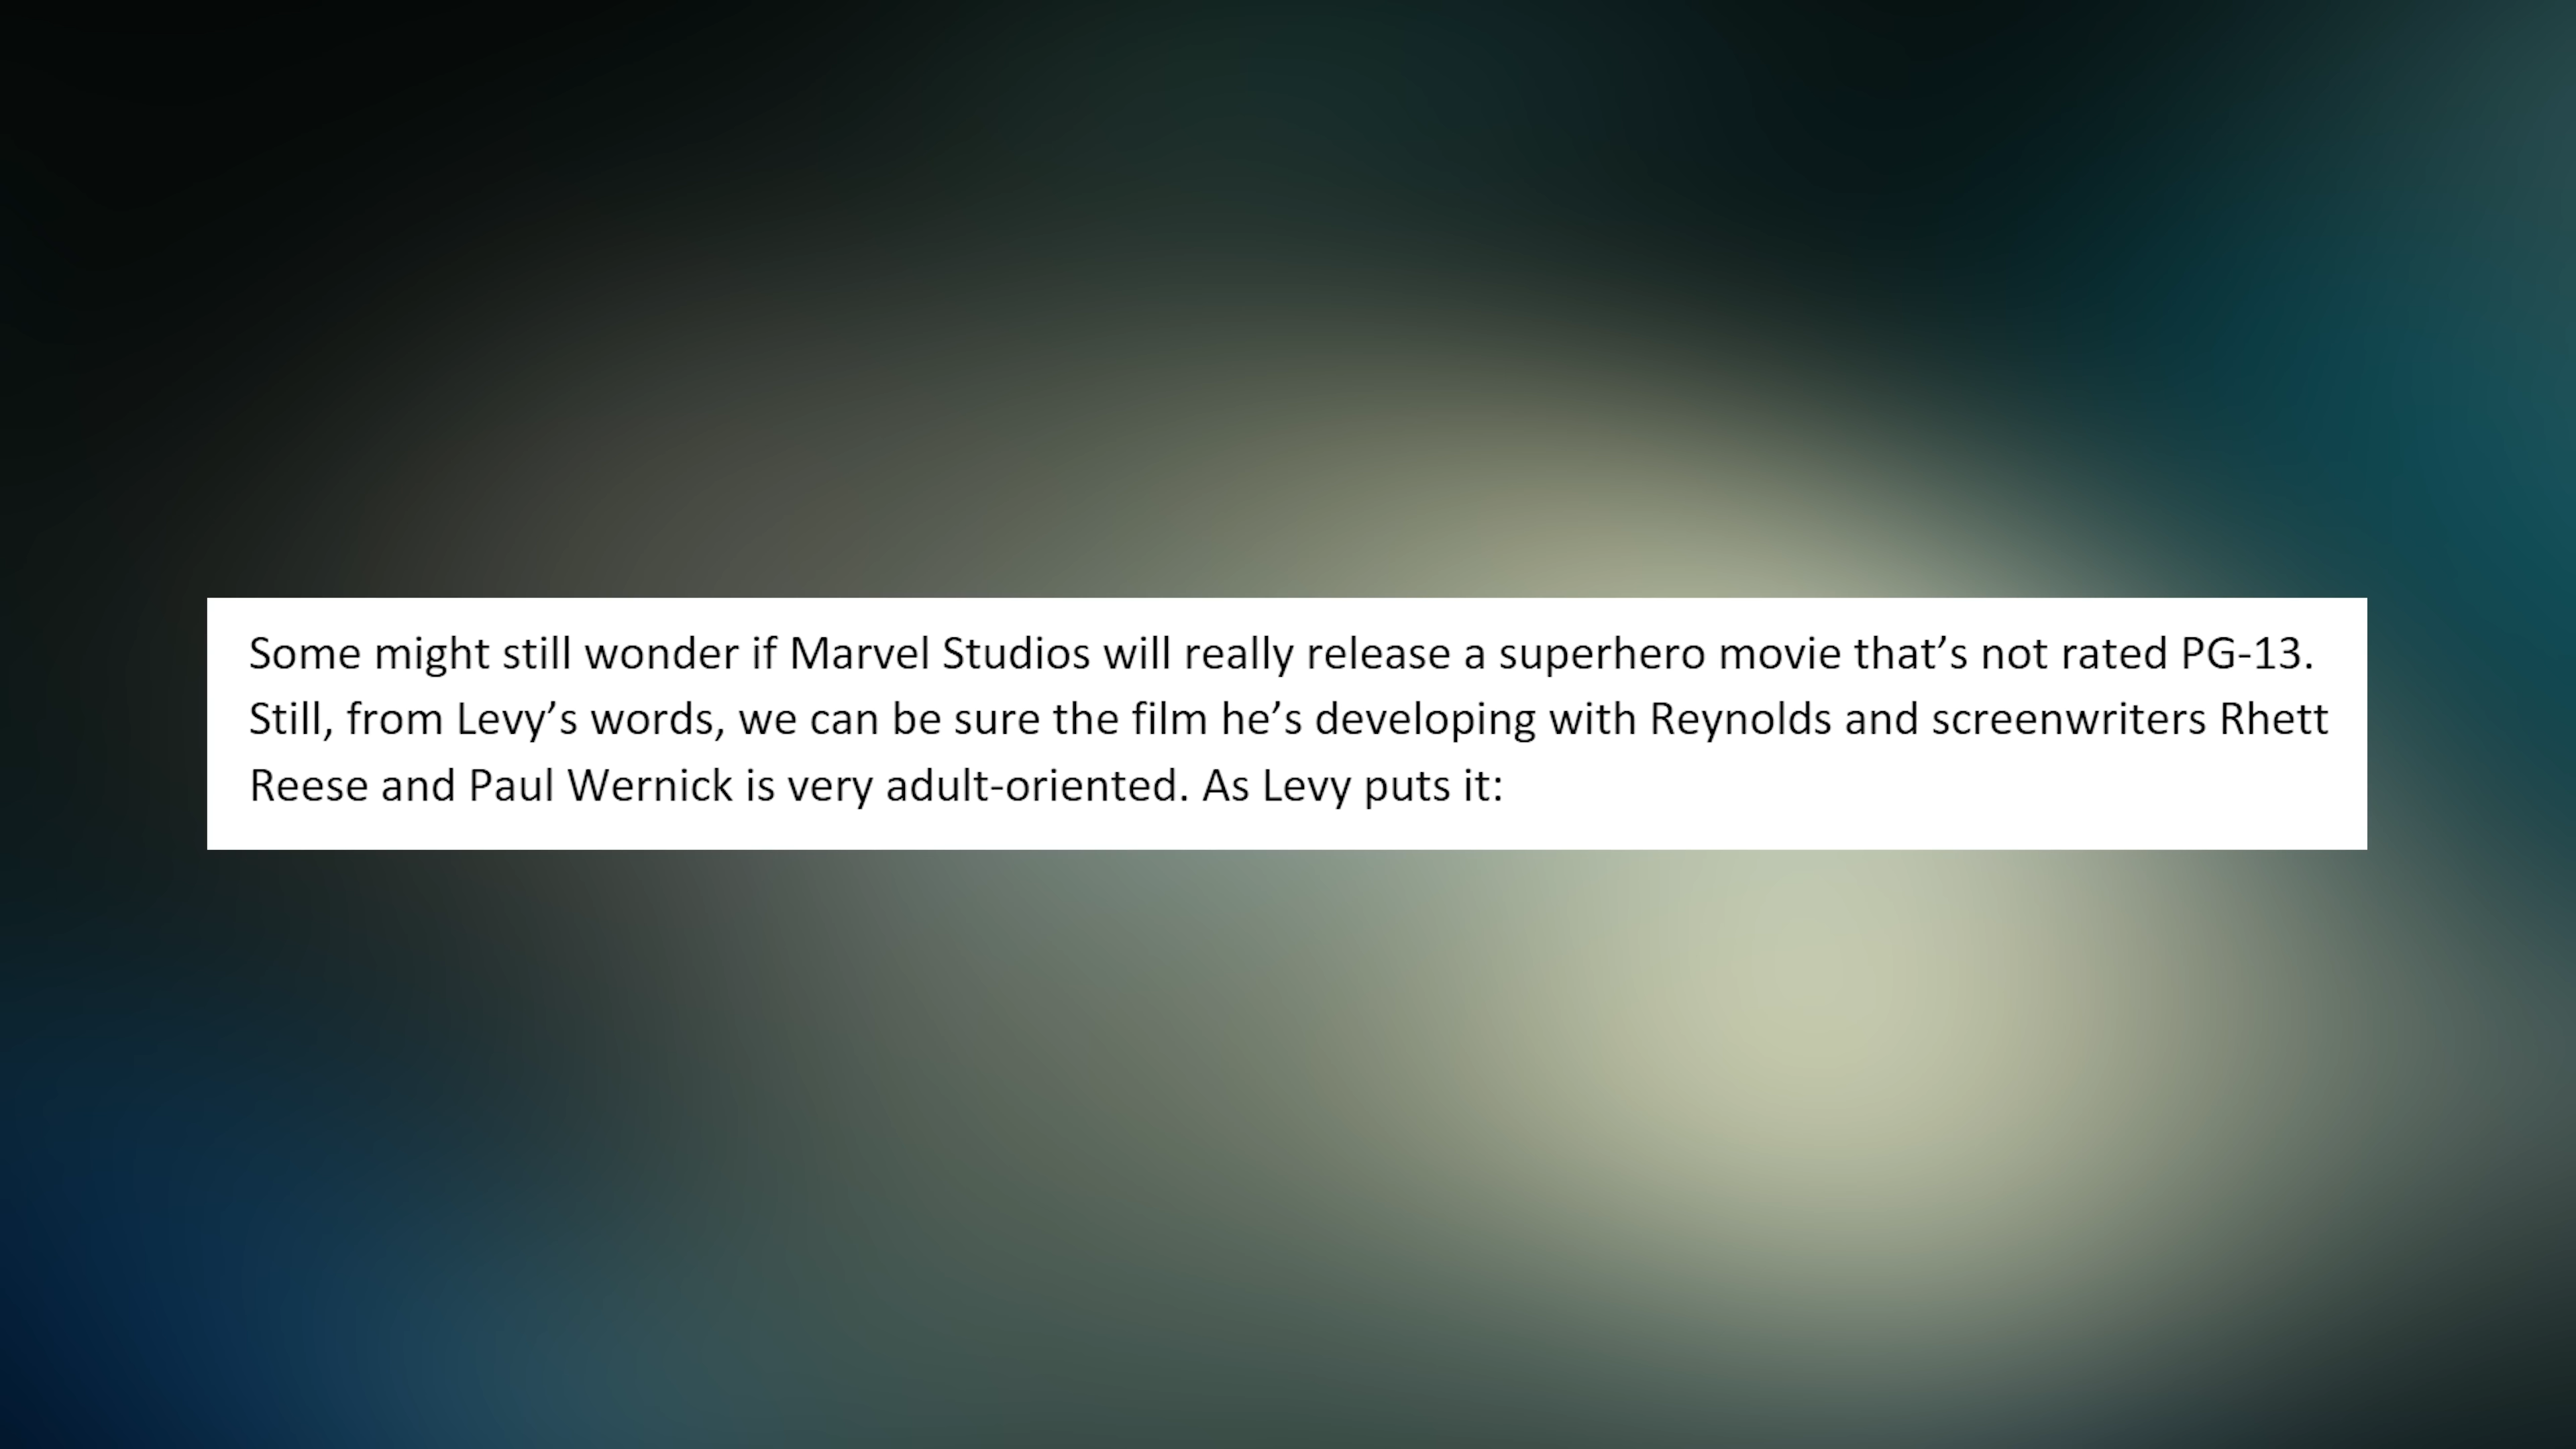 Some might still wonder if Marvel Studios will really release a superhero movie that’s not rated PG-13.
Still, from Levy’s words, we can be sure the film he’s developing with Reynolds and screenwriters Rhett
Reese and Paul Wernick is very adult-oriented. As Levy puts it: